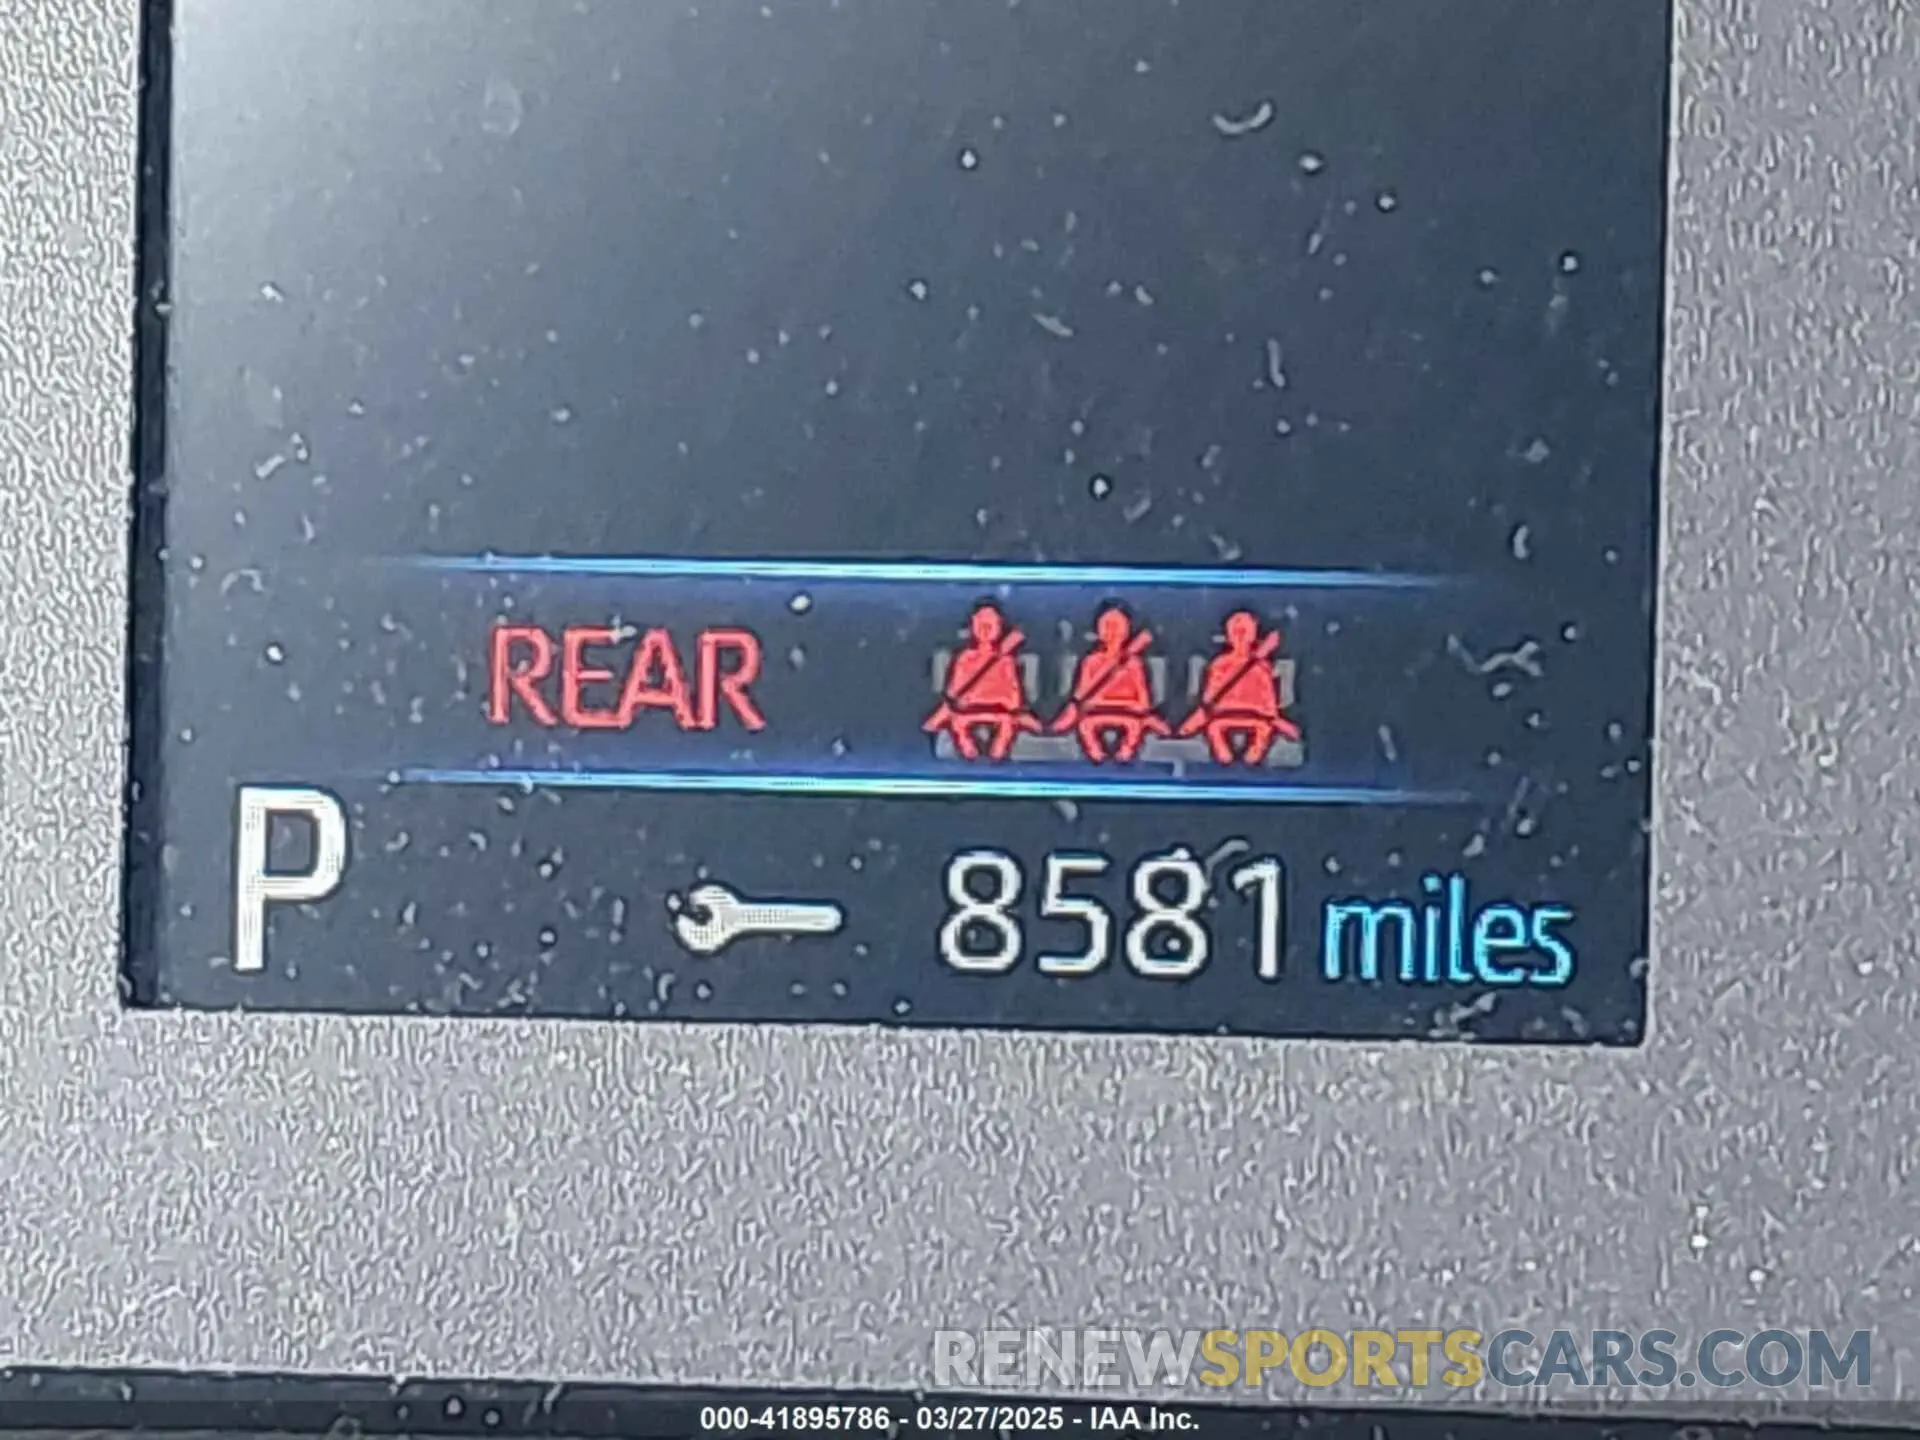 REAR
P 8581 miles
RENEWSPORTSCARS.COM
000-41895786 - 03/27/2025 - IAA Inc.